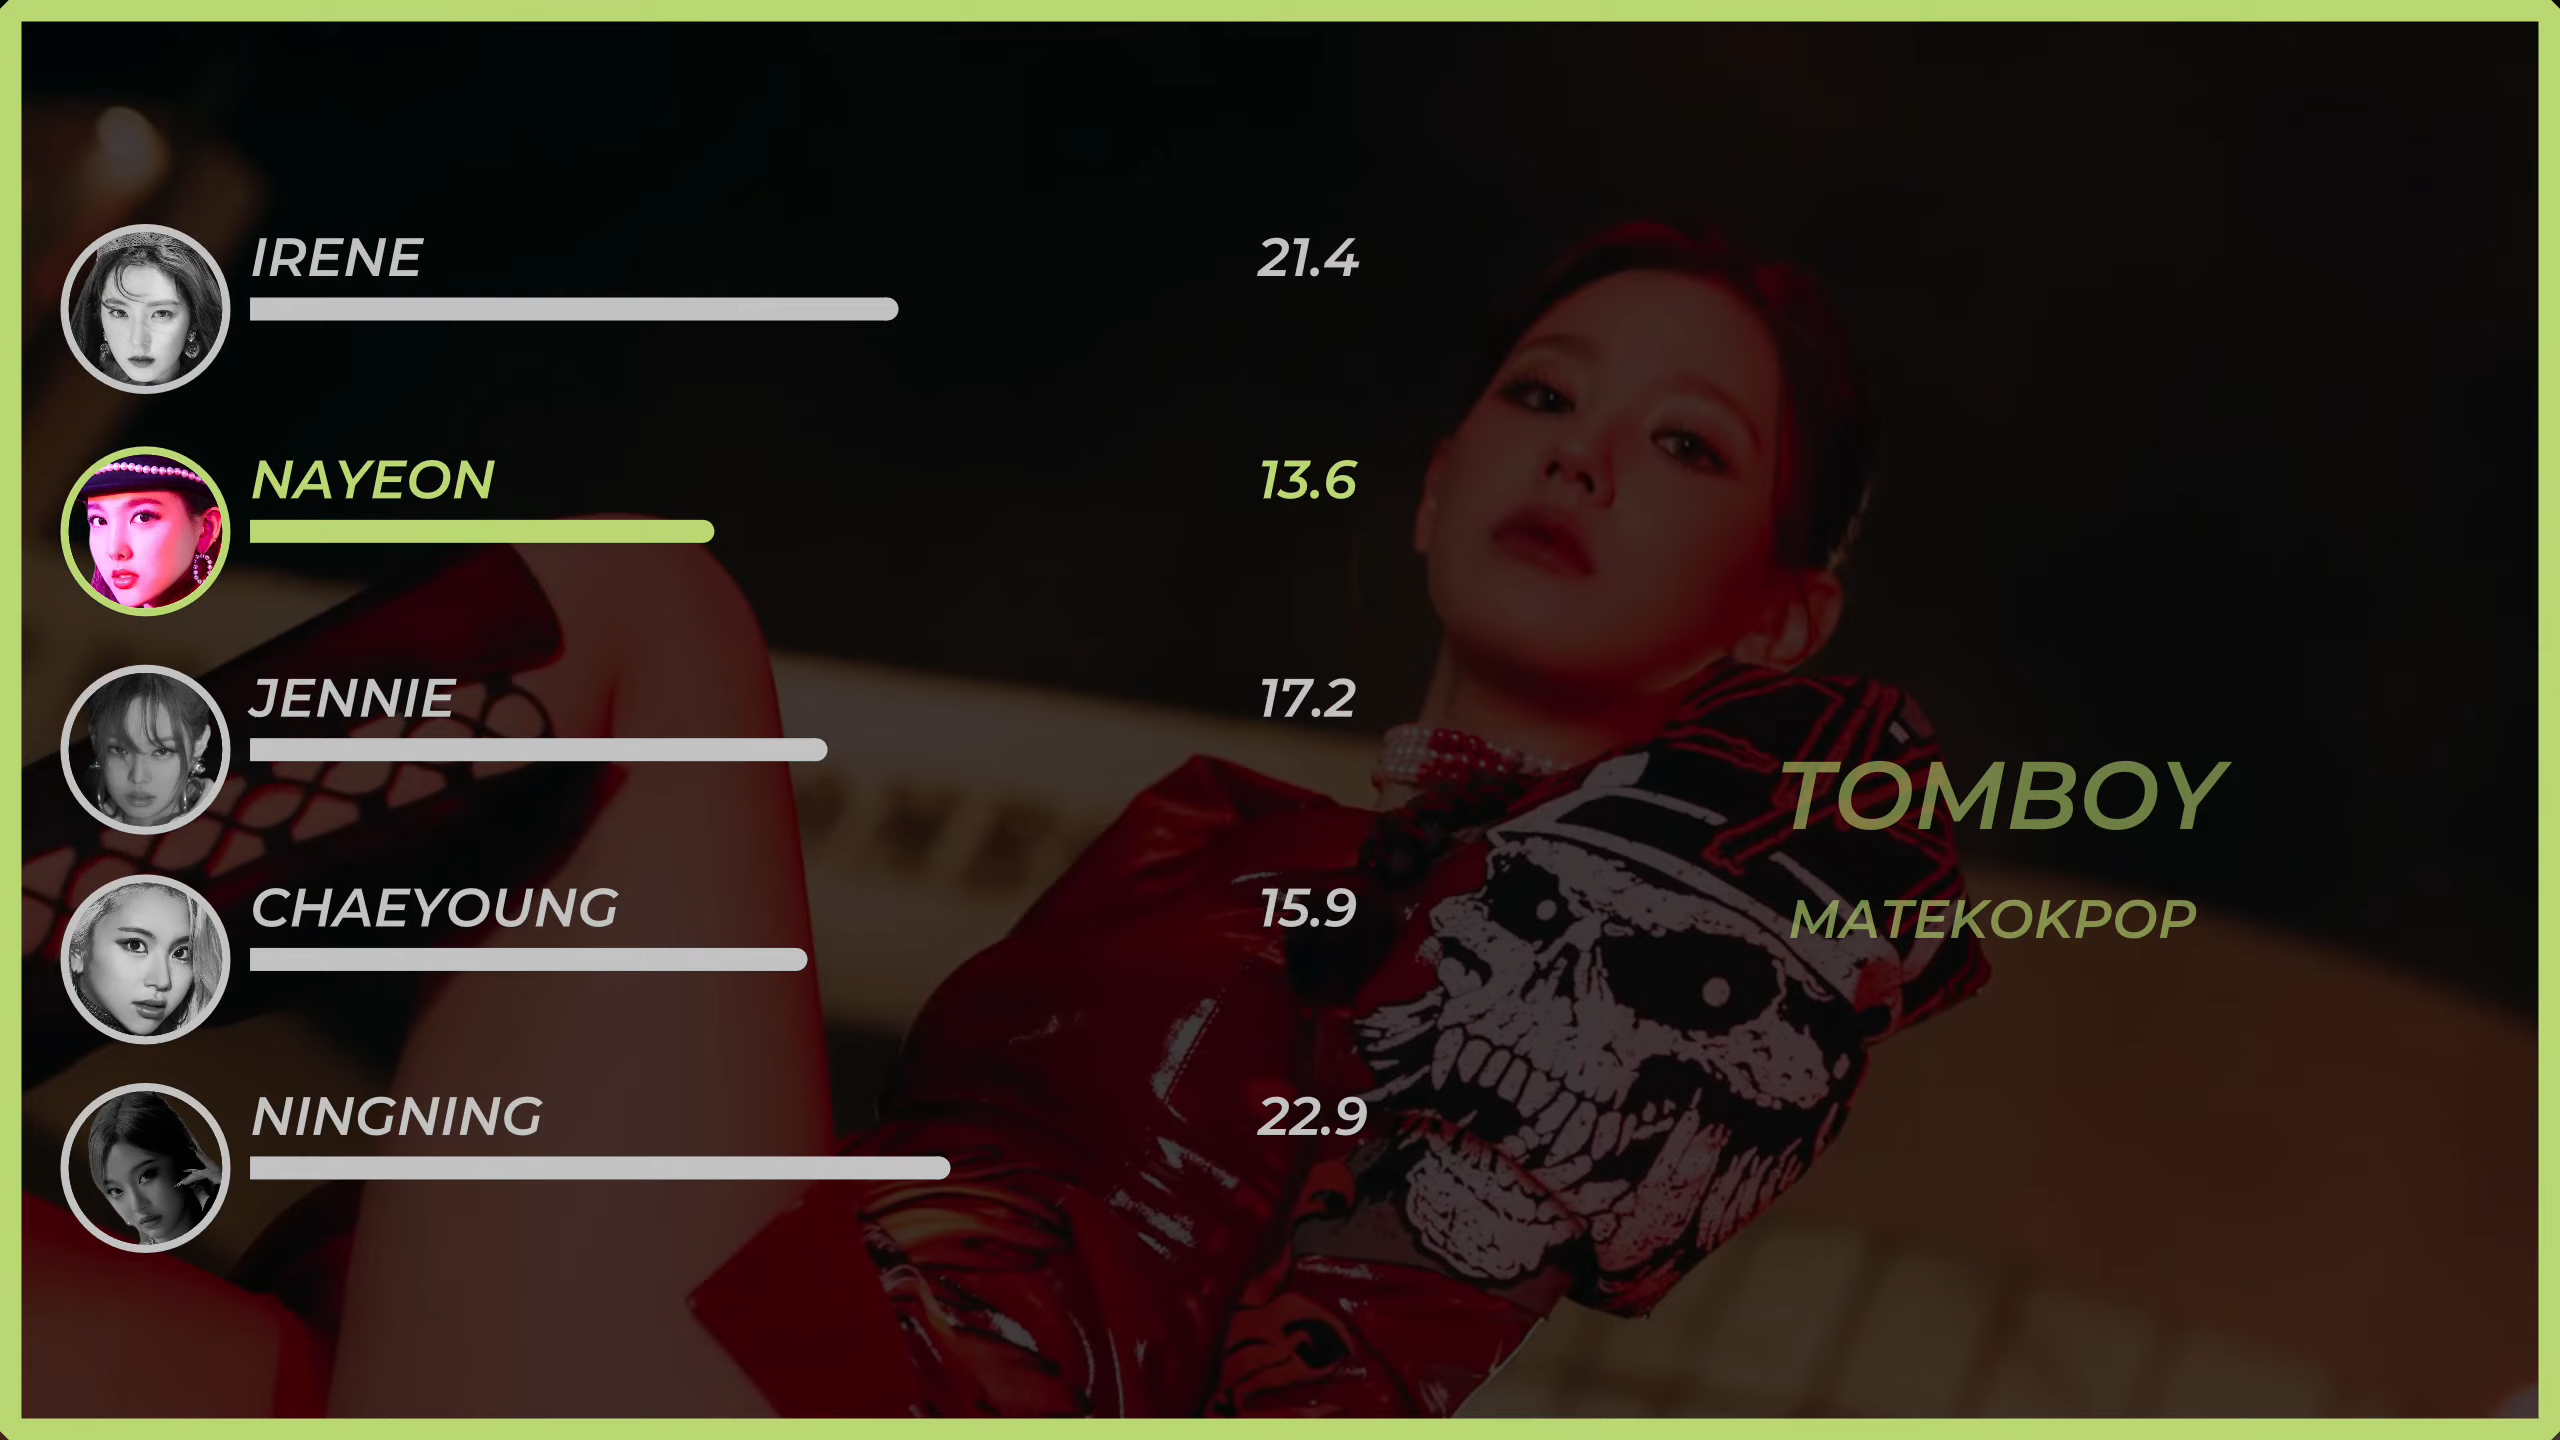 IRENE 21.4
NAYEON 13.6
JENNIE 17.2
CHAEYOUNG 15.9
NINGNING 22.9
TOMBOY
MATEKOKPOP